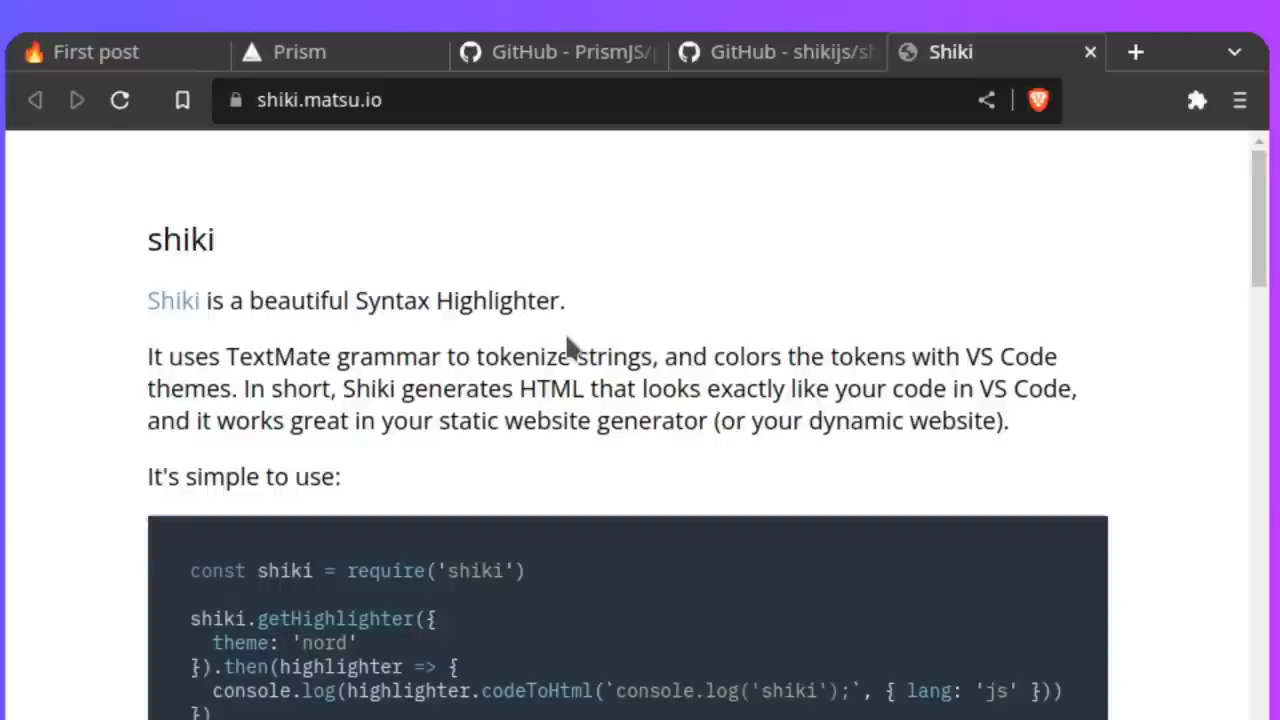 First post
Prism
GitHub - PrismJS/
GitHub - shikijs/sh
Shiki
shiki.matsu.io
shiki
Shiki is a beautiful Syntax Highlighter.
It uses TextMate grammar to tokenize strings, and colors the tokens with VS Code
themes. In short, Shiki generates HTML that looks exactly like your code in VS Code,
and it works great in your static website generator (or your dynamic website).
It's simple to use:
const shiki = require('shiki')
shiki.getHighlighter({
  theme: 'nord'
}).then(highlighter => {
  console.log(highlighter.codeToHtml(`console.log('shiki');`, { lang: 'js' }))
})